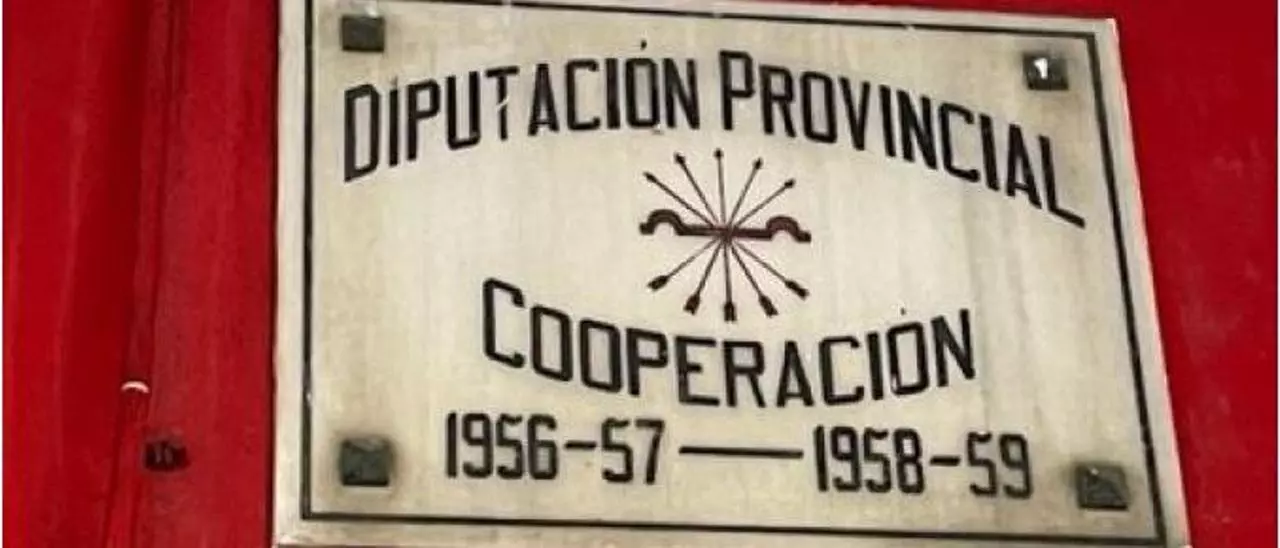 DIPUTACIÓN PROVINCIAL
COOPERACIÓN
1956-57 — 1958-59